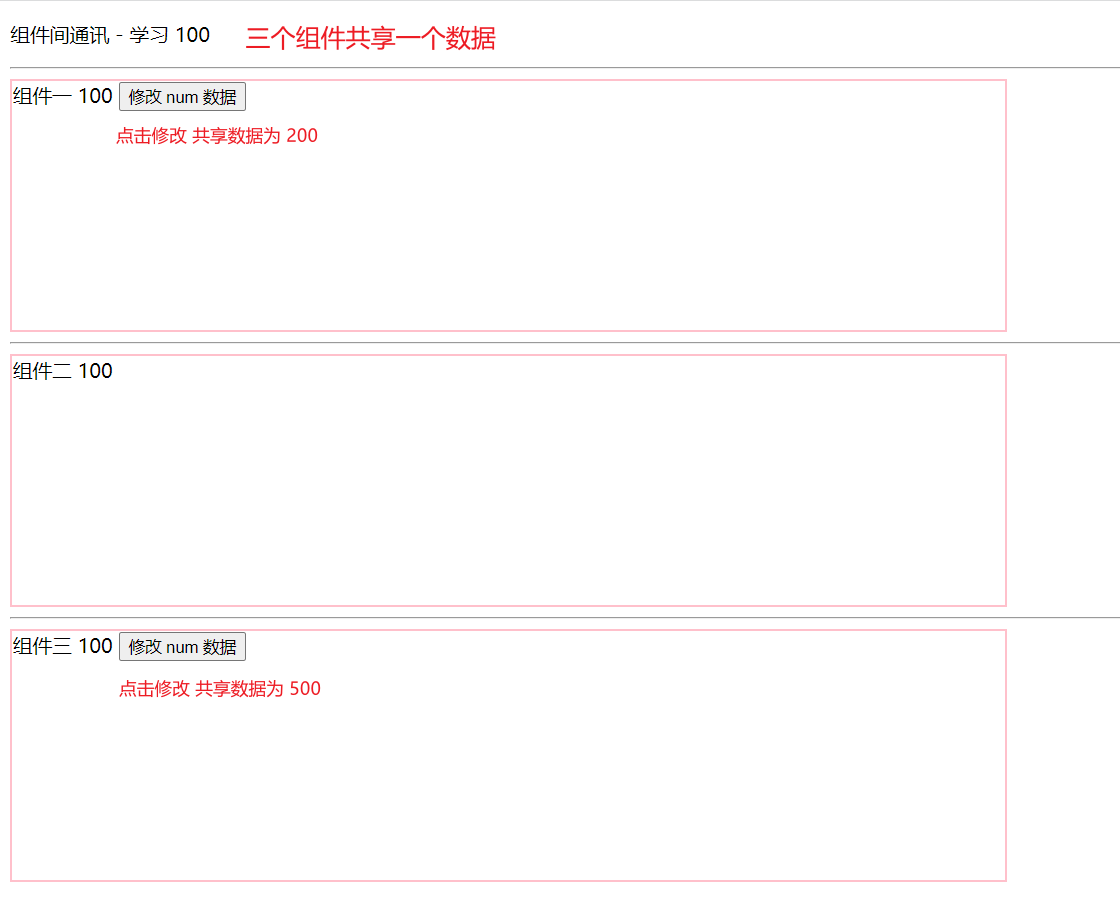 组件间通讯 - 学习 100 三个组件共享一个数据
组件一 100 修改 num 数据
点击修改 共享数据为 200
组件二 100
组件三 100 修改 num 数据
点击修改 共享数据为 500